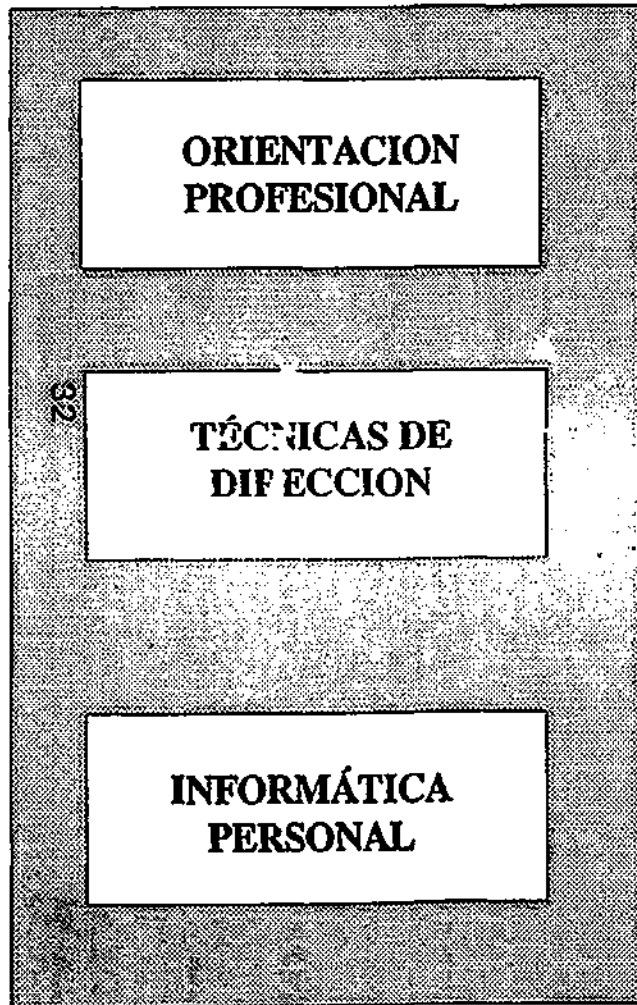 ORIENTACION
PROFESIONAL
32
TÉCNICAS DE
DIRECCION
INFORMÁTICA
PERSONAL